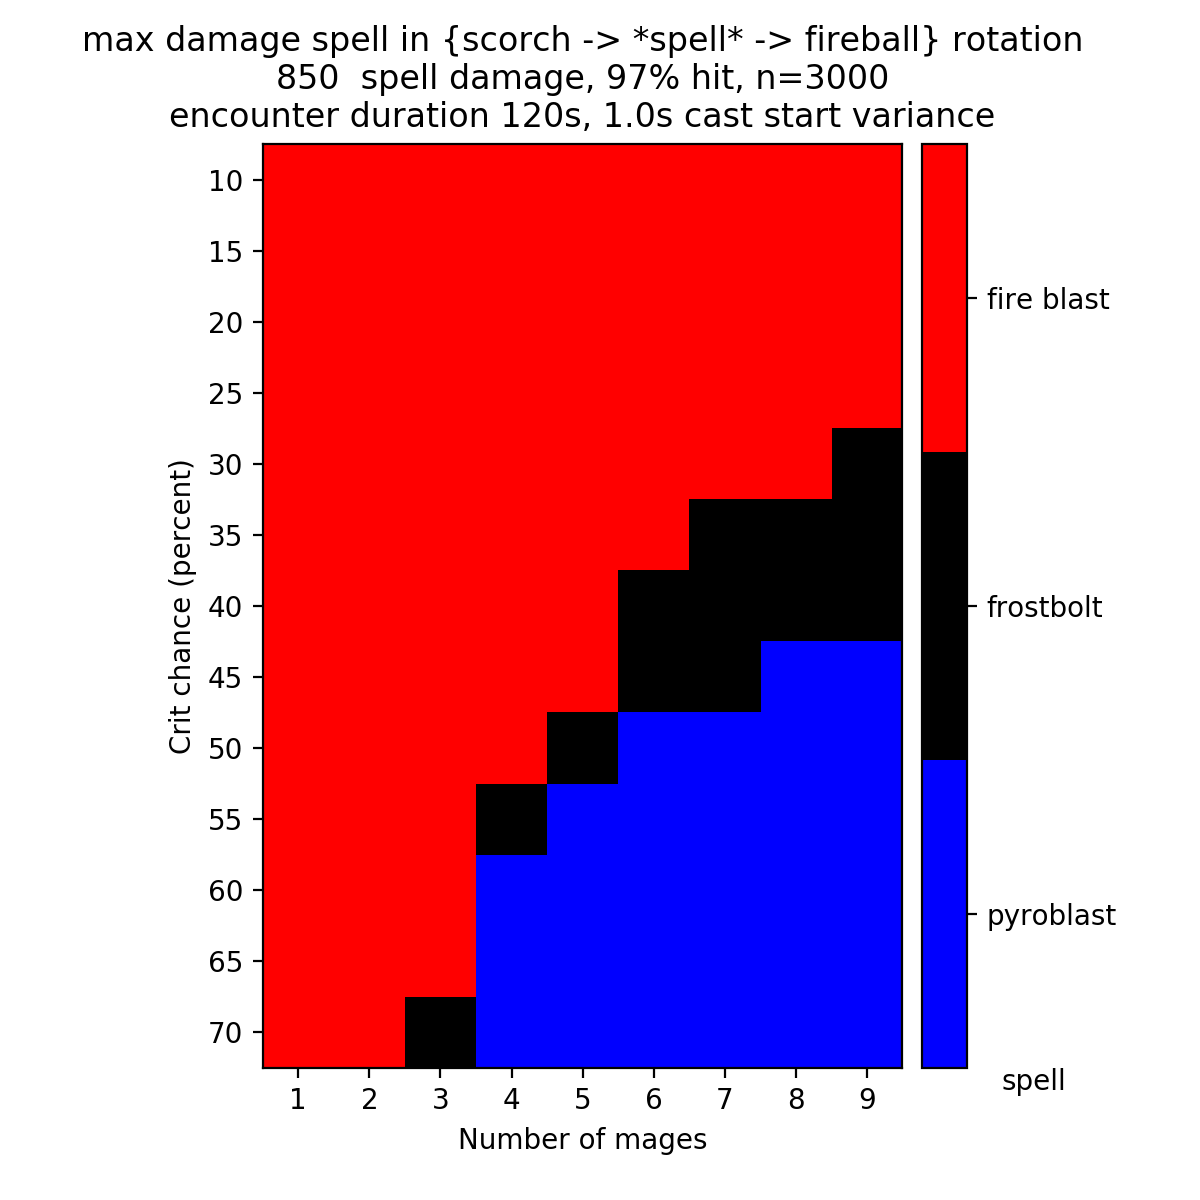 max damage spell in {scorch -> *spell* -> fireball} rotation
850  spell damage, 97% hit, n=3000
encounter duration 120s, 1.0s cast start variance
Crit chance (percent)
10
15
20
25
30
35
40
45
50
55
60
65
70
1 2 3 4 5 6 7 8 9
Number of mages
fire blast
frostbolt
pyroblast
spell